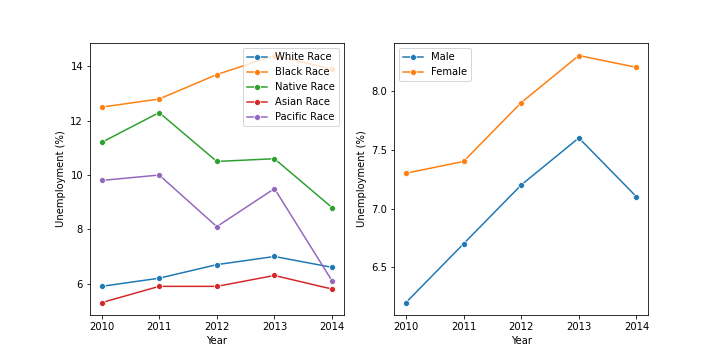 14
12
10
8
6
Unemployment (%)
2010 2011 2012 2013 2014
Year
White Race
Black Race
Native Race
Asian Race
Pacific Race
8.0
7.5
7.0
6.5
Unemployment (%)
2010 2011 2012 2013 2014
Year
Male
Female